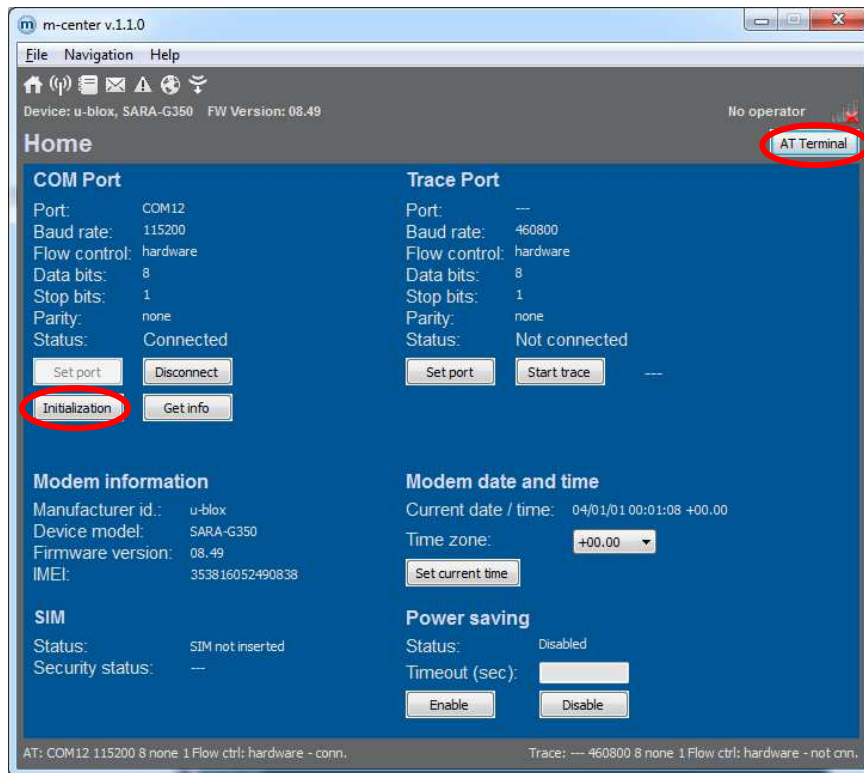 m-center v.1.1.0
File Navigation Help
Device: u-blox, SARA-G350 FW Version: 08.49
No operator
Home
AT Terminal
COM Port
Port: COM12
Baud rate: 115200
Flow control: hardware
Data bits: 8
Stop bits: 1
Parity: none
Status: Connected
Set port Disconnect
Initialization Get info
Trace Port
Port: ---
Baud rate: 460800
Flow control: hardware
Data bits: 8
Stop bits: 1
Parity: none
Status: Not connected
Set port Start trace ---
Modem information
Manufacturer id.: u-blox
Device model: SARA-G350
Firmware version: 08.49
IMEI: 353816052490838
Modem date and time
Current date / time: 04/01/01 00:01:08 +00.00
Time zone: +00.00
Set current time
SIM
Status: SIM not inserted
Security status: ---
Power saving
Status: Disabled
Timeout (sec):
Enable Disable
AT: COM12 115200 8 none 1 Flow ctrl: hardware - conn.
Trace: --- 460800 8 none 1 Flow ctrl: hardware - not cnn.